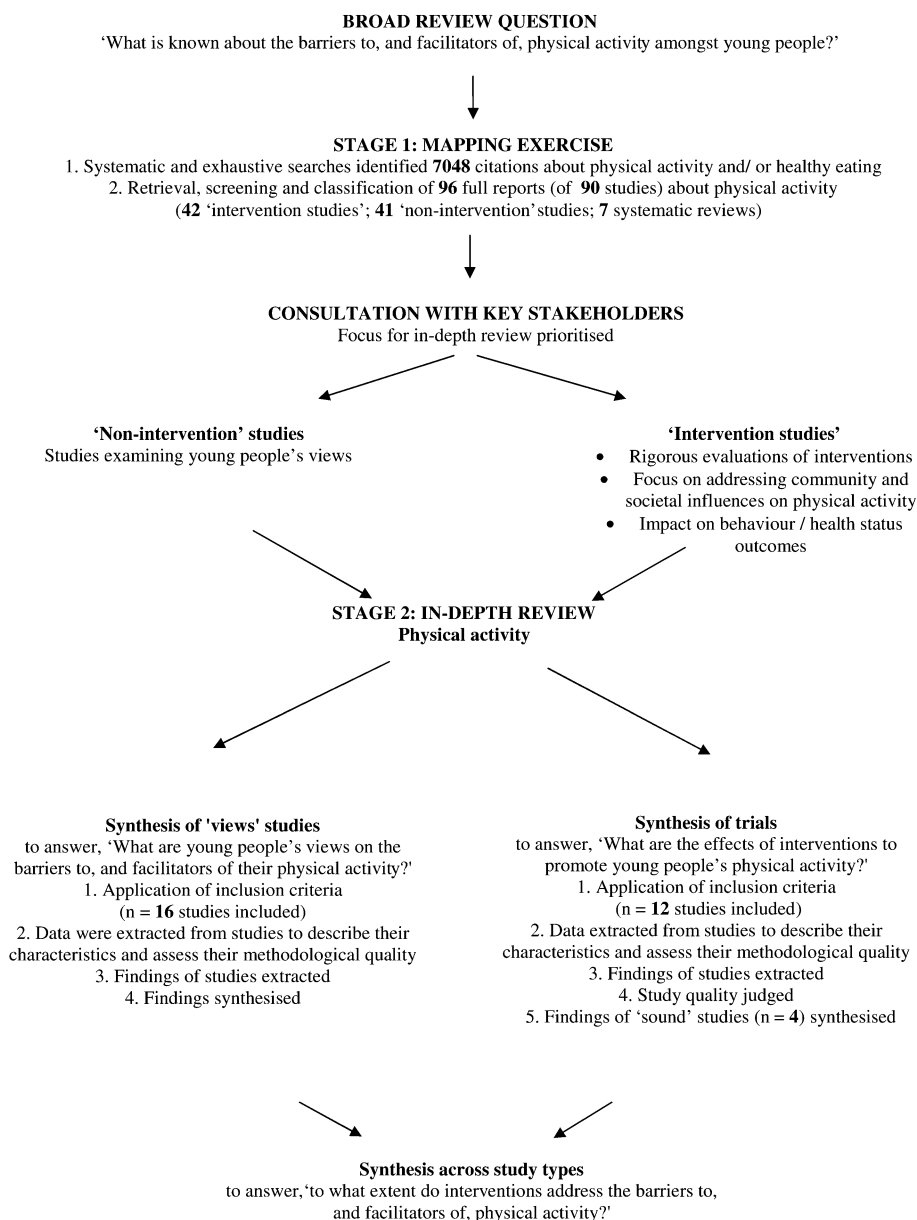 BROAD REVIEW QUESTION
‘What is known about the barriers to, and facilitators of, physical activity amongst young people?’
STAGE 1: MAPPING EXERCISE
1. Systematic and exhaustive searches identified 7048 citations about physical activity and/ or healthy eating
2. Retrieval, screening and classification of 96 full reports (of 90 studies) about physical activity
(42 ‘intervention studies’; 41 ‘non-intervention’studies; 7 systematic reviews)
CONSULTATION WITH KEY STAKEHOLDERS
Focus for in-depth review prioritised
‘Non-intervention’ studies
Studies examining young people’s views
‘Intervention studies’
• Rigorous evaluations of interventions
• Focus on addressing community and
societal influences on physical activity
• Impact on behaviour / health status
outcomes
STAGE 2: IN-DEPTH REVIEW
Physical activity
Synthesis of 'views' studies
to answer, ‘What are young people’s views on the
barriers to, and facilitators of their physical activity?'
1. Application of inclusion criteria
(n = 16 studies included)
2. Data were extracted from studies to describe their
characteristics and assess their methodological quality
3. Findings of studies extracted
4. Findings synthesised
Synthesis of trials
to answer, ‘What are the effects of interventions to
promote young people’s physical activity?'
1. Application of inclusion criteria
(n = 12 studies included)
2. Data extracted from studies to describe their
characteristics and assess their methodological quality
3. Findings of studies extracted
4. Study quality judged
5. Findings of ‘sound’ studies (n = 4) synthesised
Synthesis across study types
to answer,‘to what extent do interventions address the barriers to,
and facilitators of, physical activity?'